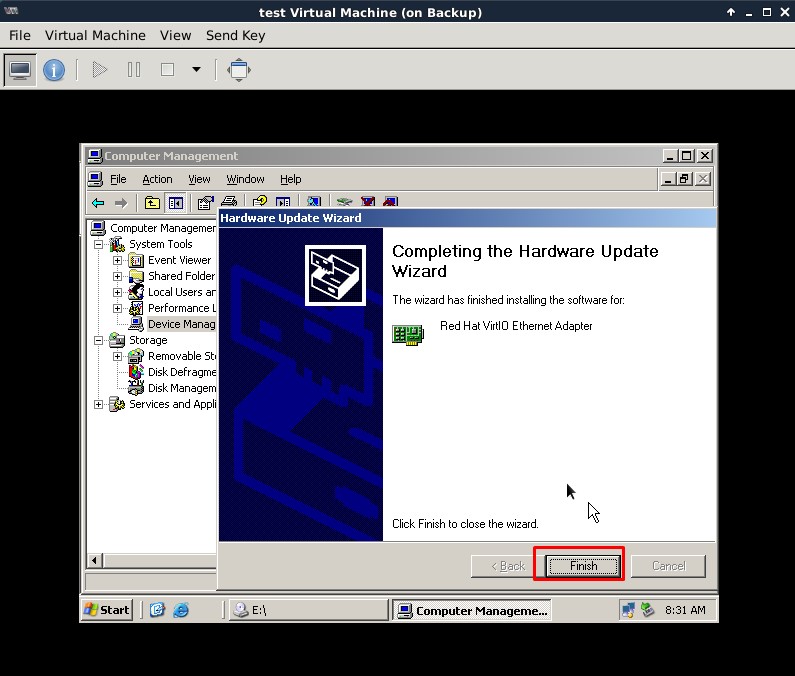 test Virtual Machine (on Backup)
File Virtual Machine View Send Key
Computer Management
File Action View Window Help
Hardware Update Wizard
Computer Managemen
System Tools
Event Viewer
Shared Folder
Local Users an
Performance L
Device Manag
Storage
Removable St
Disk Defragme
Disk Managem
Services and Appli
Completing the Hardware Update
Wizard
The wizard has finished installing the software for:
Red Hat VirtIO Ethernet Adapter
Click Finish to close the wizard.
< Back Finish Cancel
Start E:\ Computer Manageme... 8:31 AM